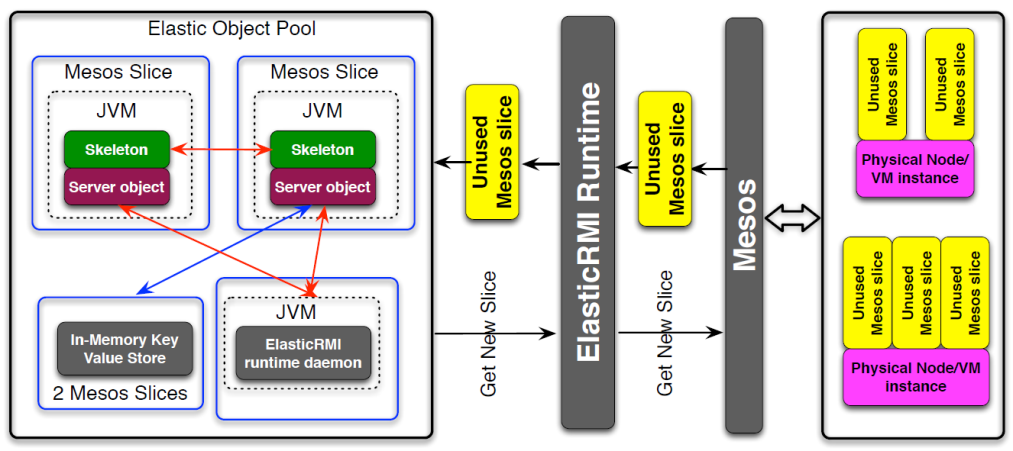 Elastic Object Pool
Mesos Slice
JVM
Skeleton
Server object
Mesos Slice
JVM
Skeleton
Server object
In-Memory Key
Value Store
2 Mesos Slices
JVM
ElasticRMI
runtime daemon
Unused
Mesos slice
Get New Slice
ElasticRMI Runtime
Unused
Mesos slice
Get New Slice
Mesos
Unused
Mesos slice
Unused
Mesos slice
Physical Node/
VM instance
Unused
Mesos slice
Unused
Mesos slice
Unused
Mesos slice
Physical Node/VM
instance